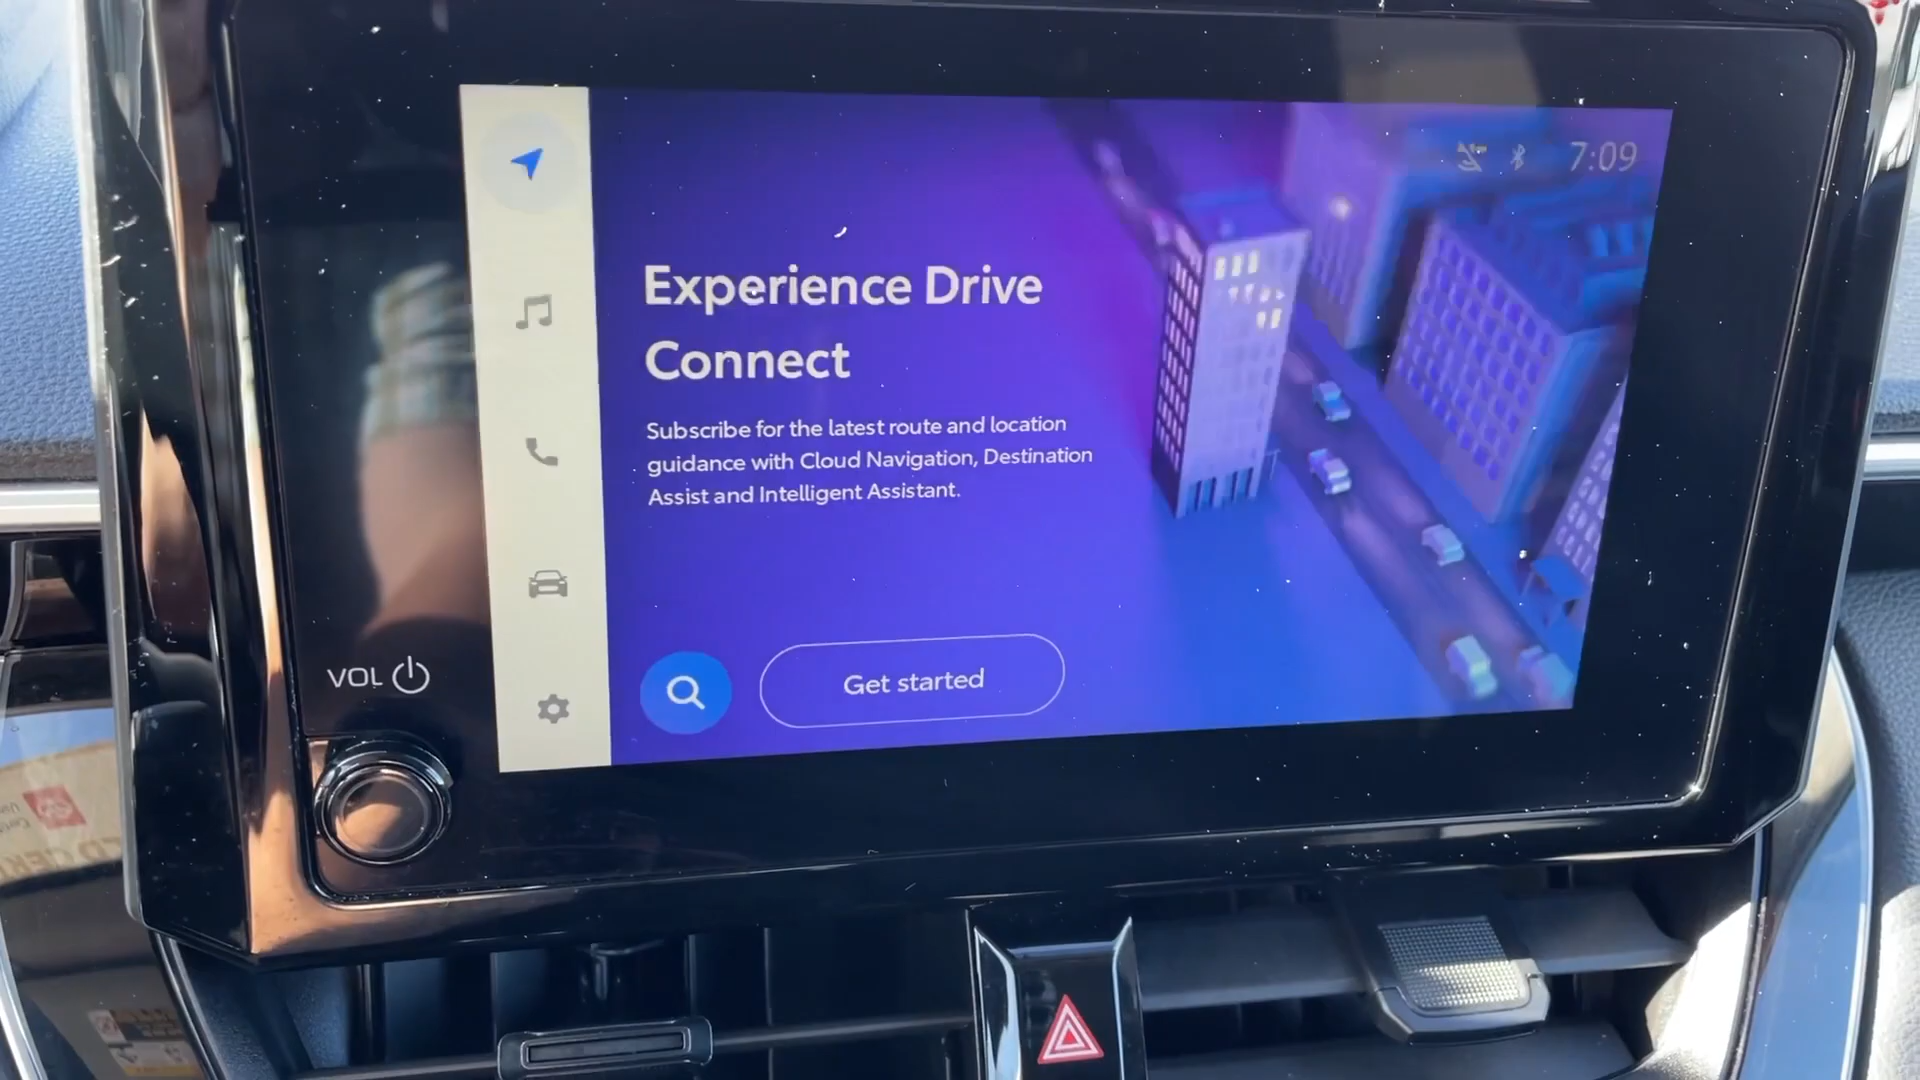 7:09
Experience Drive
Connect
Subscribe for the latest route and location
guidance with Cloud Navigation, Destination
Assist and Intelligent Assistant.
Get started
VOL